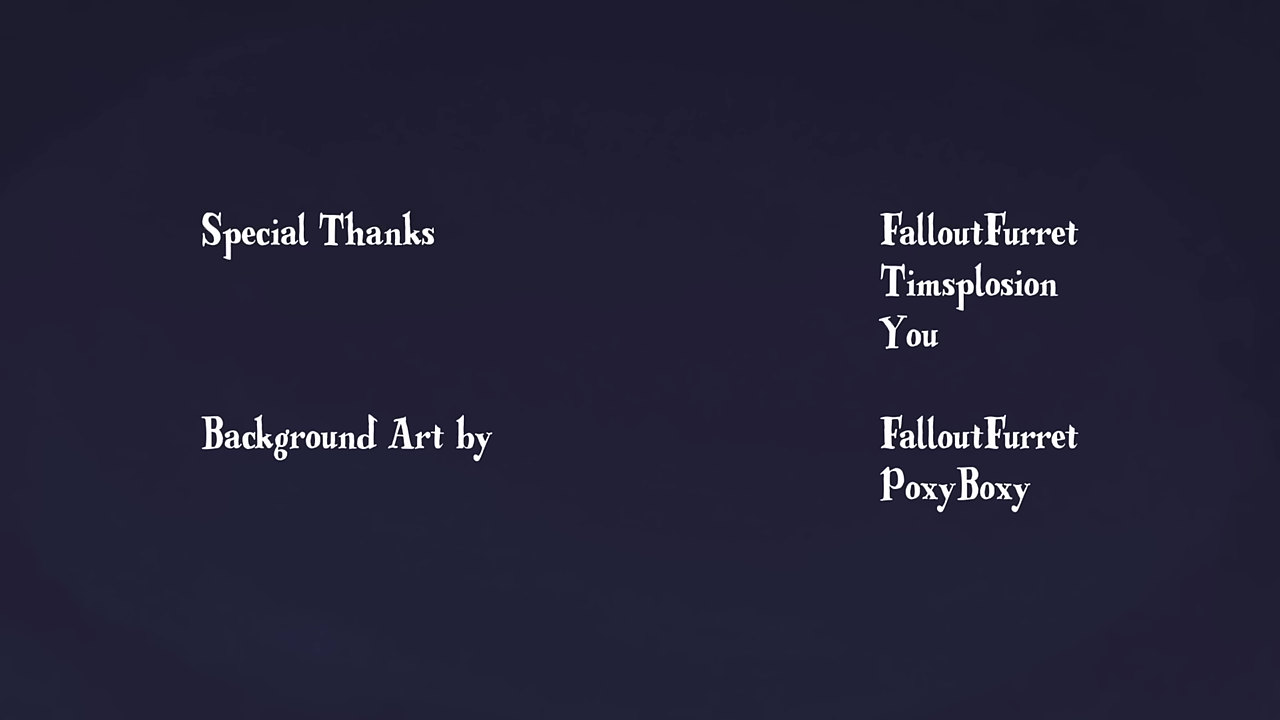 Special Thanks FalloutFurret
Timsplosion
You
Background Art by FalloutFurret
PoxyBoxy